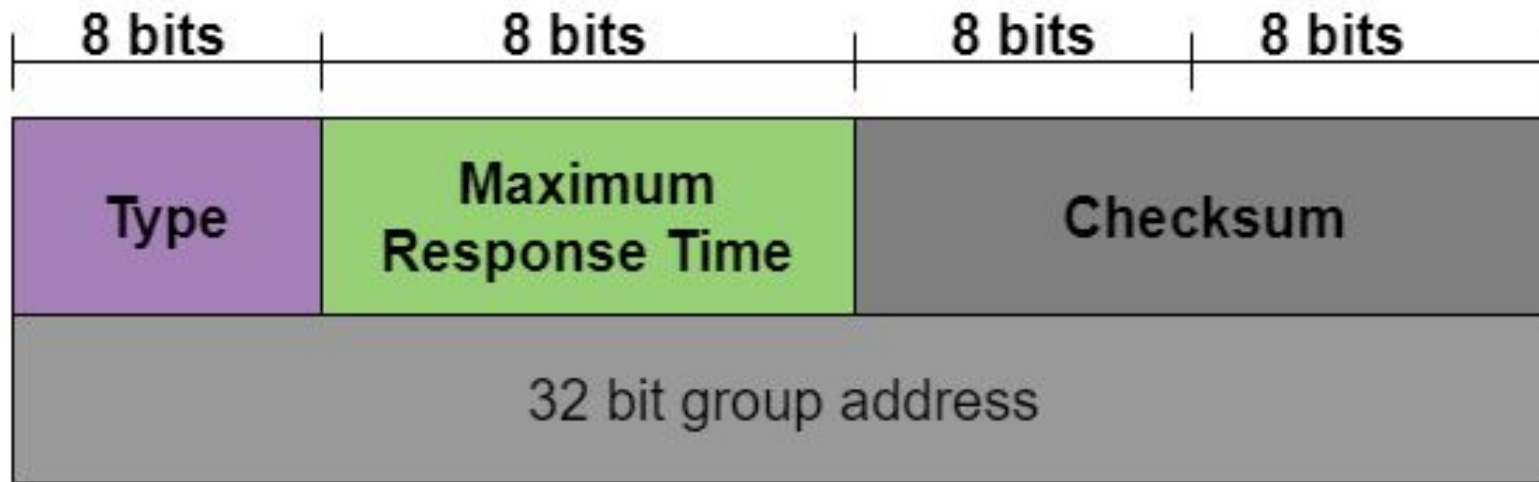 8 bits 8 bits 8 bits 8 bits
Type
Maximum
Response Time
Checksum
32 bit group address